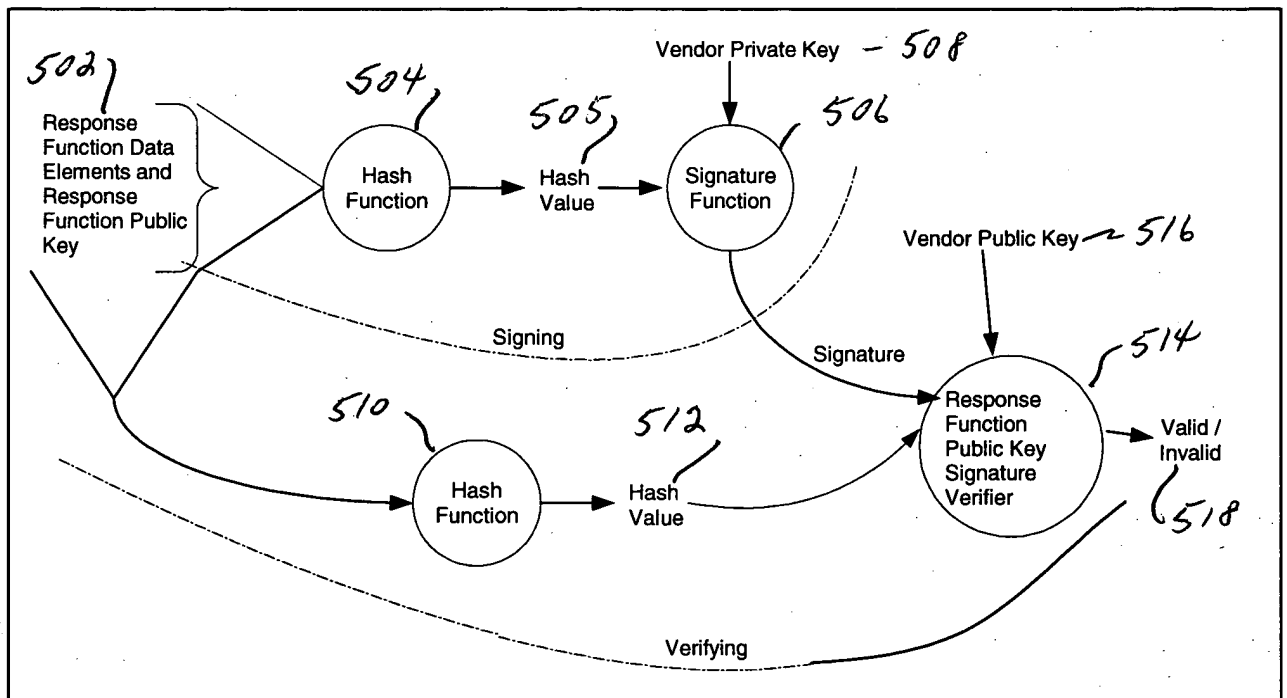 502
Response
Function Data
Elements and
Response
Function Public
Key
504
Hash
Function
505
Hash
Value
Vendor Private Key - 508
506
Signature
Function
Vendor Public Key ~ 516
Signing
Signature
514
Response
Function
Public Key
Signature
Verifier
Valid /
Invalid
518
510
Hash
Function
512
Hash
Value
Verifying